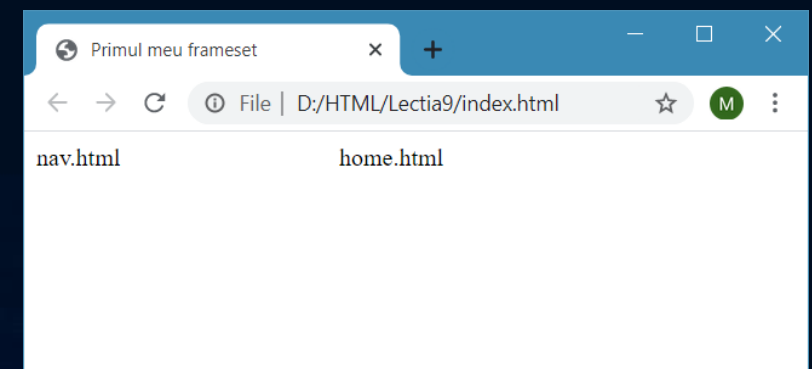 Primul meu frameset
File | D:/HTML/Lectia9/index.html
M
nav.html
home.html